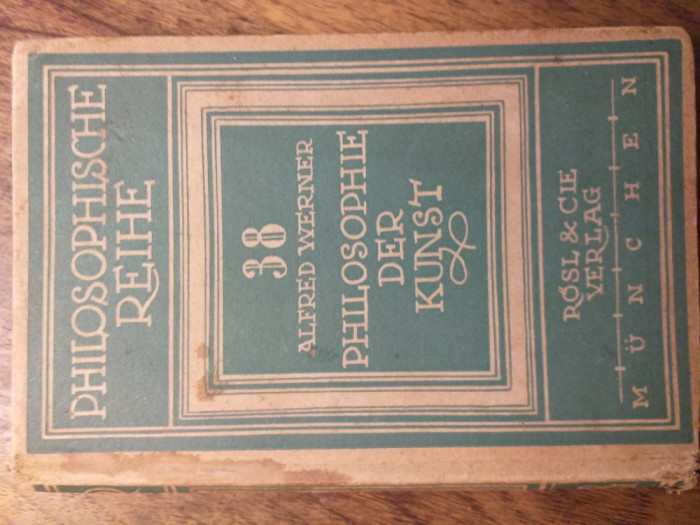 PHILOSOPHISCHE
REIHE
38
ALFRED WERNER
PHILOSOPHIE
DER
KUNST
RÖSL & CIE
VERLAG
MÜNCHEN